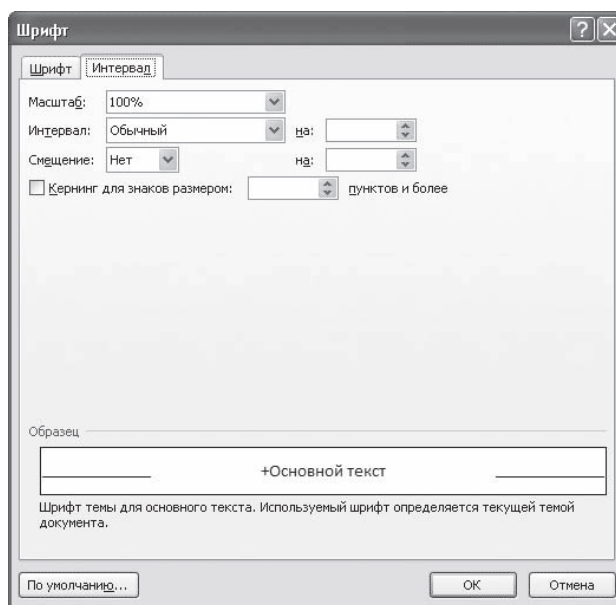 Шрифт
Шрифт Интервал
Масштаб: 100%
Интервал: Обычный на:
Смещение: Нет на:
Кернинг для знаков размером: пунктов и более
Образец
+Основной текст
Шрифт темы для основного текста. Используемый шрифт определяется текущей темой
документа.
По умолчанию... ОК Отмена